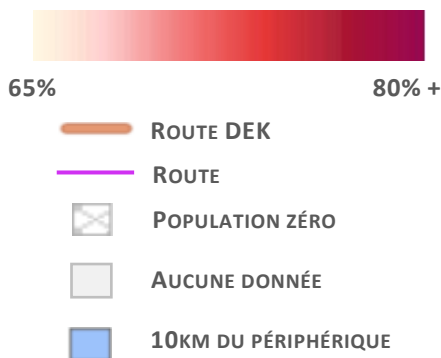 65% 80% +
ROUTE DEK
ROUTE
POPULATION ZÉRO
AUCUNE DONNÉE
10KM DU PÉRIPHÉRIQUE